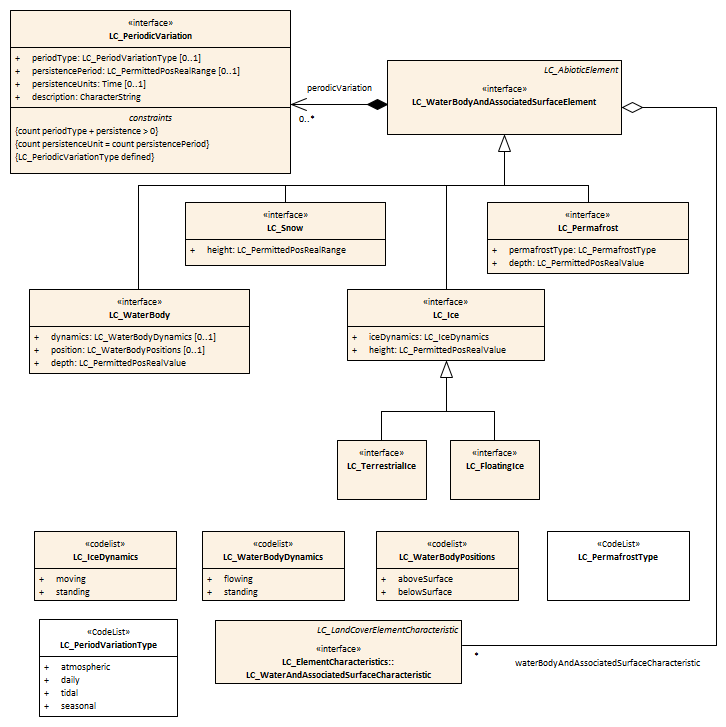 «interface»
LC_PeriodicVariation
+ periodType: LC_PeriodVariationType [0..1]
+ persistencePeriod: LC_PermittedPosRealRange [0..1]
+ persistenceUnits: Time [0..1]
+ description: CharacterString
constraints
{count periodType + persistence > 0}
{count persistenceUnit = count persistencePeriod}
{LC_PeriodicVariationType defined}
perodicVariation
0..*
LC_AbioticElement
«interface»
LC_WaterBodyAndAssociatedSurfaceElement
«interface»
LC_Snow
+ height: LC_PermittedPosRealRange
«interface»
LC_Permafrost
+ permafrostType: LC_PermafrostType
+ depth: LC_PermittedPosRealValue
«interface»
LC_WaterBody
+ dynamics: LC_WaterBodyDynamics [0..1]
+ position: LC_WaterBodyPositions [0..1]
+ depth: LC_PermittedPosRealValue
«interface»
LC_Ice
+ iceDynamics: LC_IceDynamics
+ height: LC_PermittedPosRealValue
«interface»
LC_TerrestrialIce
«interface»
LC_FloatingIce
«codelist»
LC_IceDynamics
+ moving
+ standing
«codelist»
LC_WaterBodyDynamics
+ flowing
+ standing
«codelist»
LC_WaterBodyPositions
+ aboveSurface
+ belowSurface
«CodeList»
LC_PermafrostType
«CodeList»
LC_PeriodVariationType
+ atmospheric
+ daily
+ tidal
+ seasonal
LC_LandCoverElementCharacteristic
«interface»
LC_ElementCharacteristics::
LC_WaterAndAssociatedSurfaceCharacteristic
*
waterBodyAndAssociatedSurfaceCharacteristic